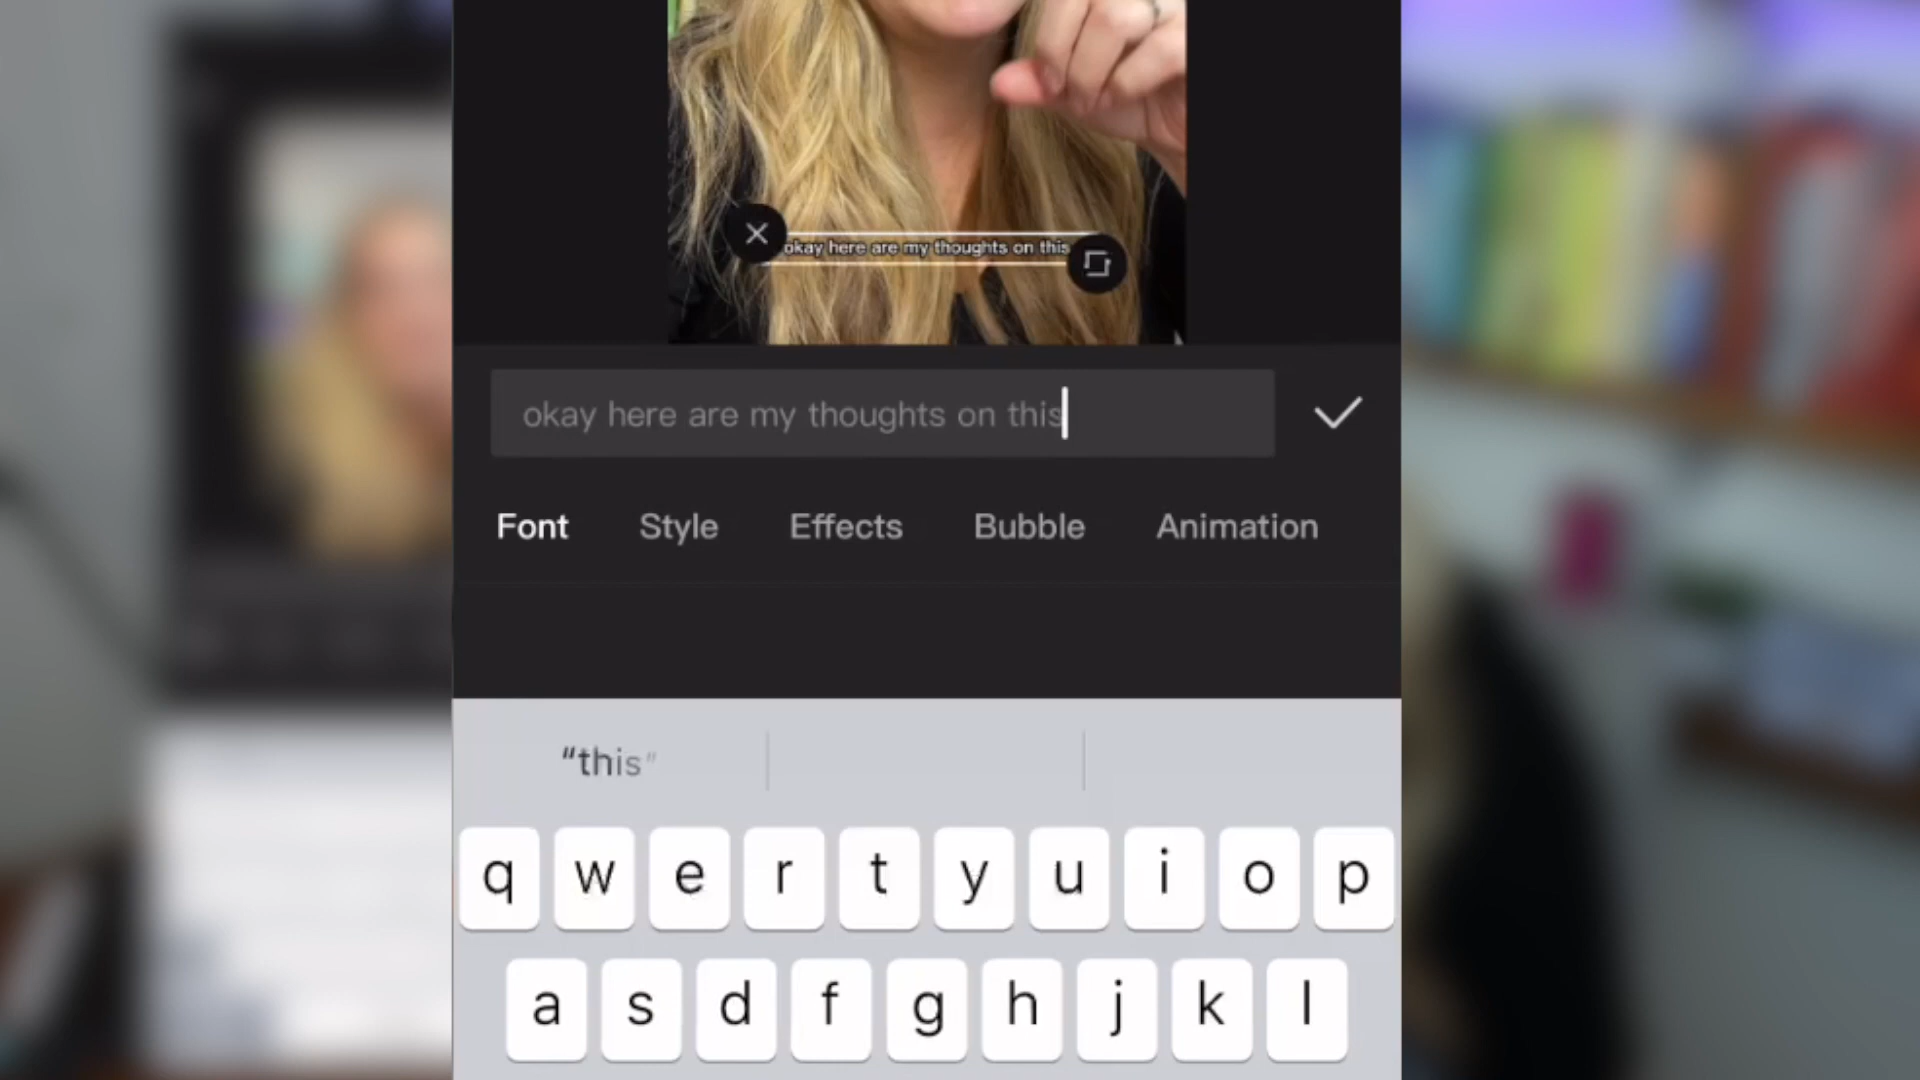 okay here are my thoughts on this
okay here are my thoughts on this
Font Style Effects Bubble Animation
“this”
q w e r t y u i o p
a s d f g h j k l